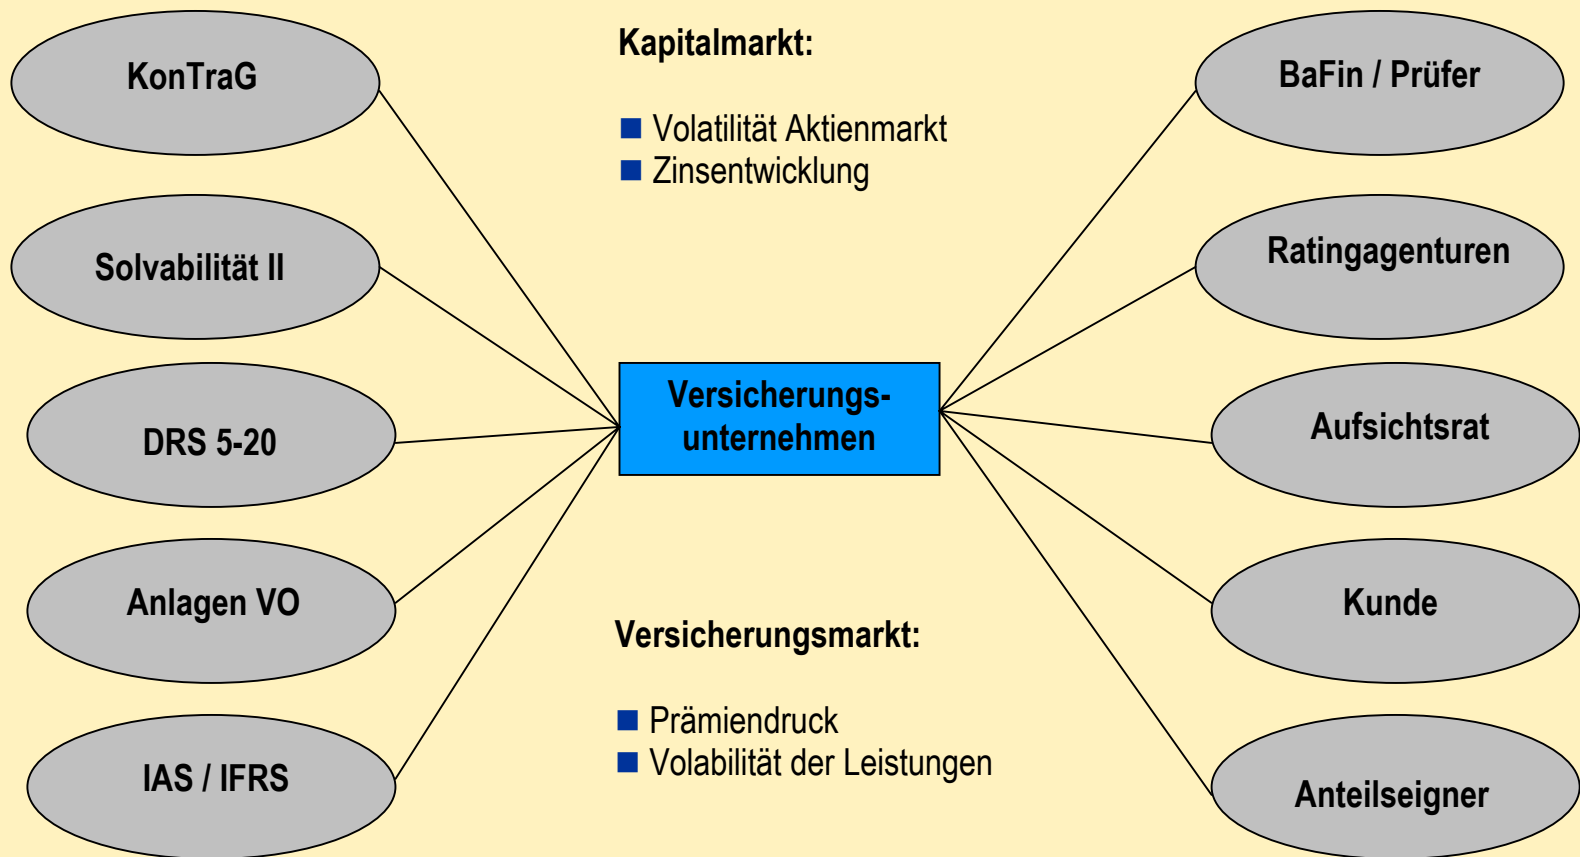 KonTraG
Solvabilität II
DRS 5-20
Anlagen VO
IAS / IFRS
Kapitalmarkt:
Volatilität Aktienmarkt
Zinsentwicklung
Versicherungs-
unternehmen
Versicherungsmarkt:
Prämiendruck
Volabilität der Leistungen
BaFin / Prüfer
Ratingagenturen
Aufsichtsrat
Kunde
Anteilseigner